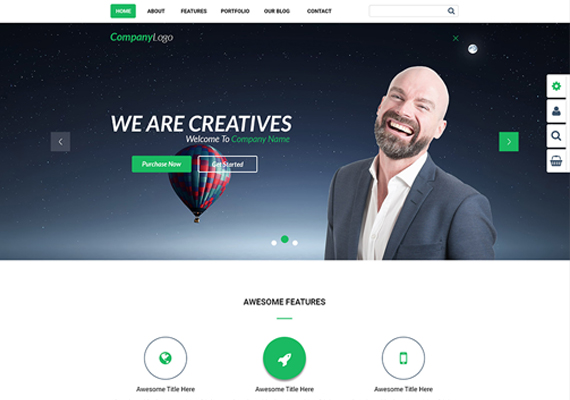 HOME ABOUT FEATURES PORTFOLIO OUR BLOG CONTACT
CompanyLogo
WE ARE CREATIVES
Welcome To Company Name
Purchase Now Get Started
AWESOME FEATURES
Awesome Title Here Awesome Title Here Awesome Title Here